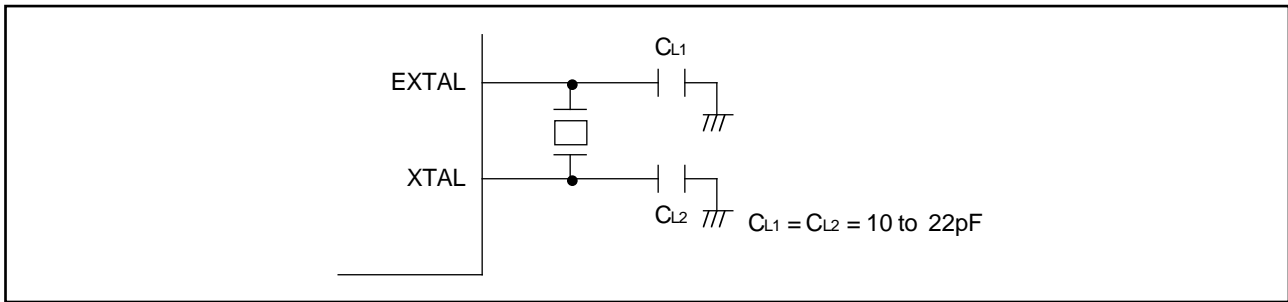 CL1
EXTAL
XTAL
CL2
CL1 = CL2 = 10 to 22pF